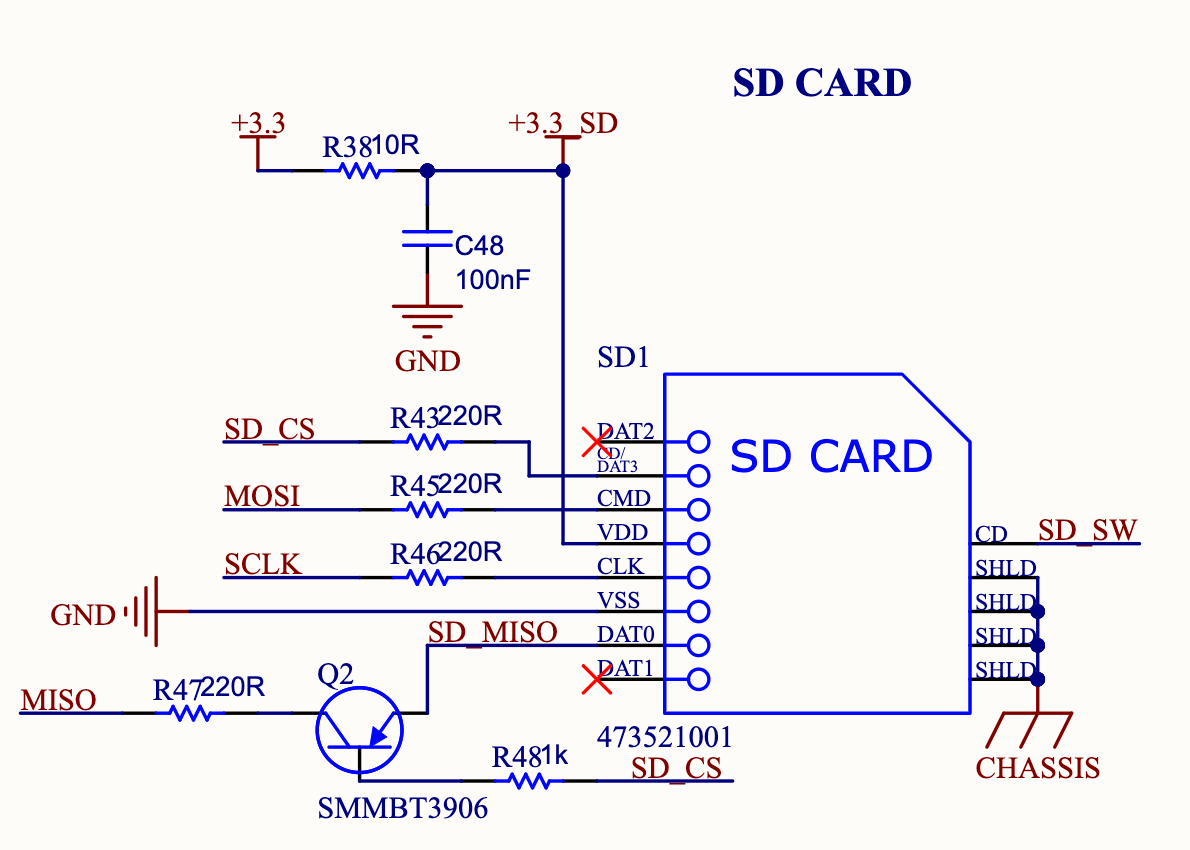 SD CARD
+3.3
+3.3_SD
R38 10R
C48
100nF
GND
SD1
SD_CS
R43 220R
DAT2
CD/
DAT3
SD CARD
MOSI
R45 220R
CMD
VDD
CD
SD_SW
SCLK
R46 220R
CLK
SHLD
GND
VSS
SHLD
SD_MISO
DAT0
SHLD
DAT1
SHLD
MISO
R47 220R
Q2
473521001
R48 1k
SD_CS
CHASSIS
SMMBT3906